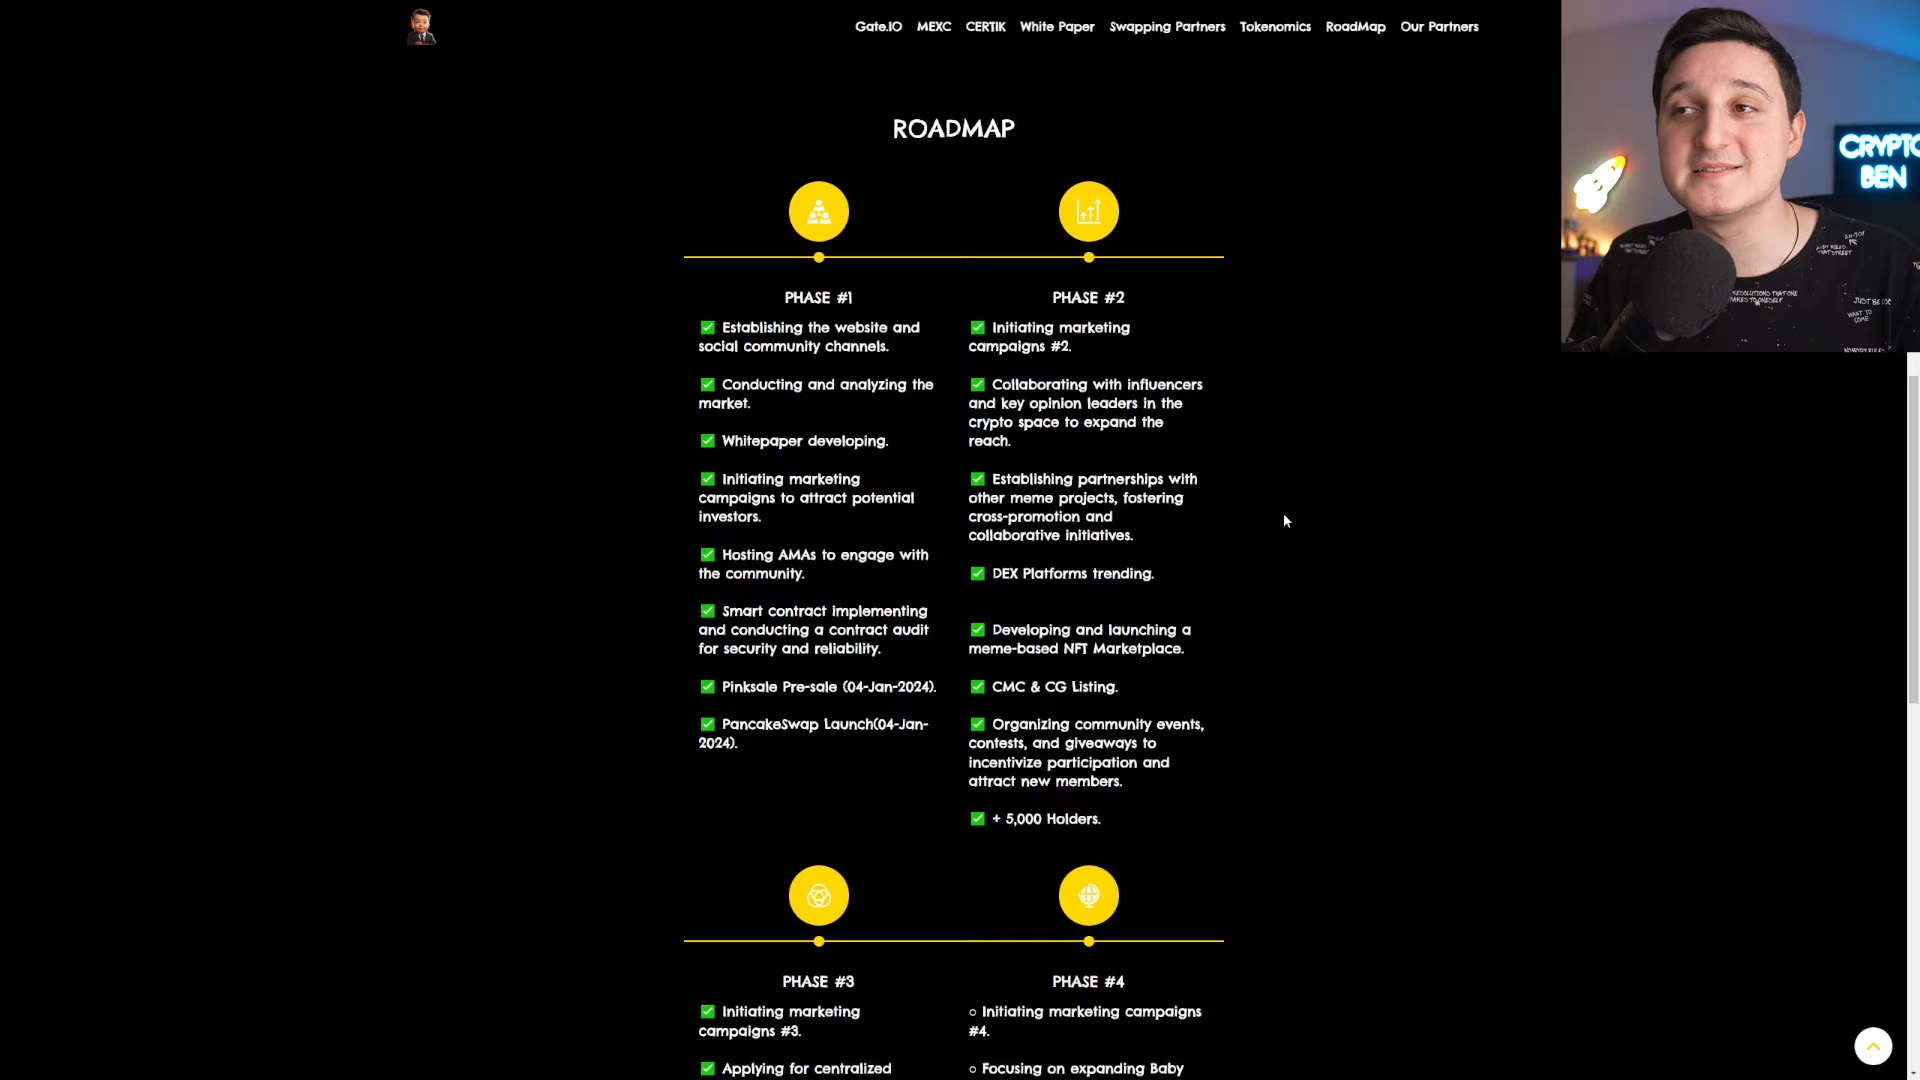 Gate.IO MEXC CERTIK White Paper Swapping Partners Tokenomics RoadMap Our Partners
CRYPTO
BEN
ROADMAP
PHASE #1
✅ Establishing the website and
social community channels.
✅ Conducting and analyzing the
market.
✅ Whitepaper developing.
✅ Initiating marketing
campaigns to attract potential
investors.
✅ Hosting AMAs to engage with
the community.
✅ Smart contract implementing
and conducting a contract audit
for security and reliability.
✅ Pinksale Pre-sale (04-Jan-2024).
✅ PancakeSwap Launch(04-Jan-
2024).
PHASE #2
✅ Initiating marketing
campaigns #2.
✅ Collaborating with influencers
and key opinion leaders in the
crypto space to expand the
reach.
✅ Establishing partnerships with
other meme projects, fostering
cross-promotion and
collaborative initiatives.
✅ DEX Platforms trending.
✅ Developing and launching a
meme-based NFT Marketplace.
✅ CMC & CG Listing.
✅ Organizing community events,
contests, and giveaways to
incentivize participation and
attract new members.
✅ + 5,000 Holders.
PHASE #3
✅ Initiating marketing
campaigns #3.
✅ Applying for centralized
PHASE #4
○ Initiating marketing campaigns
#4.
○ Focusing on expanding Baby